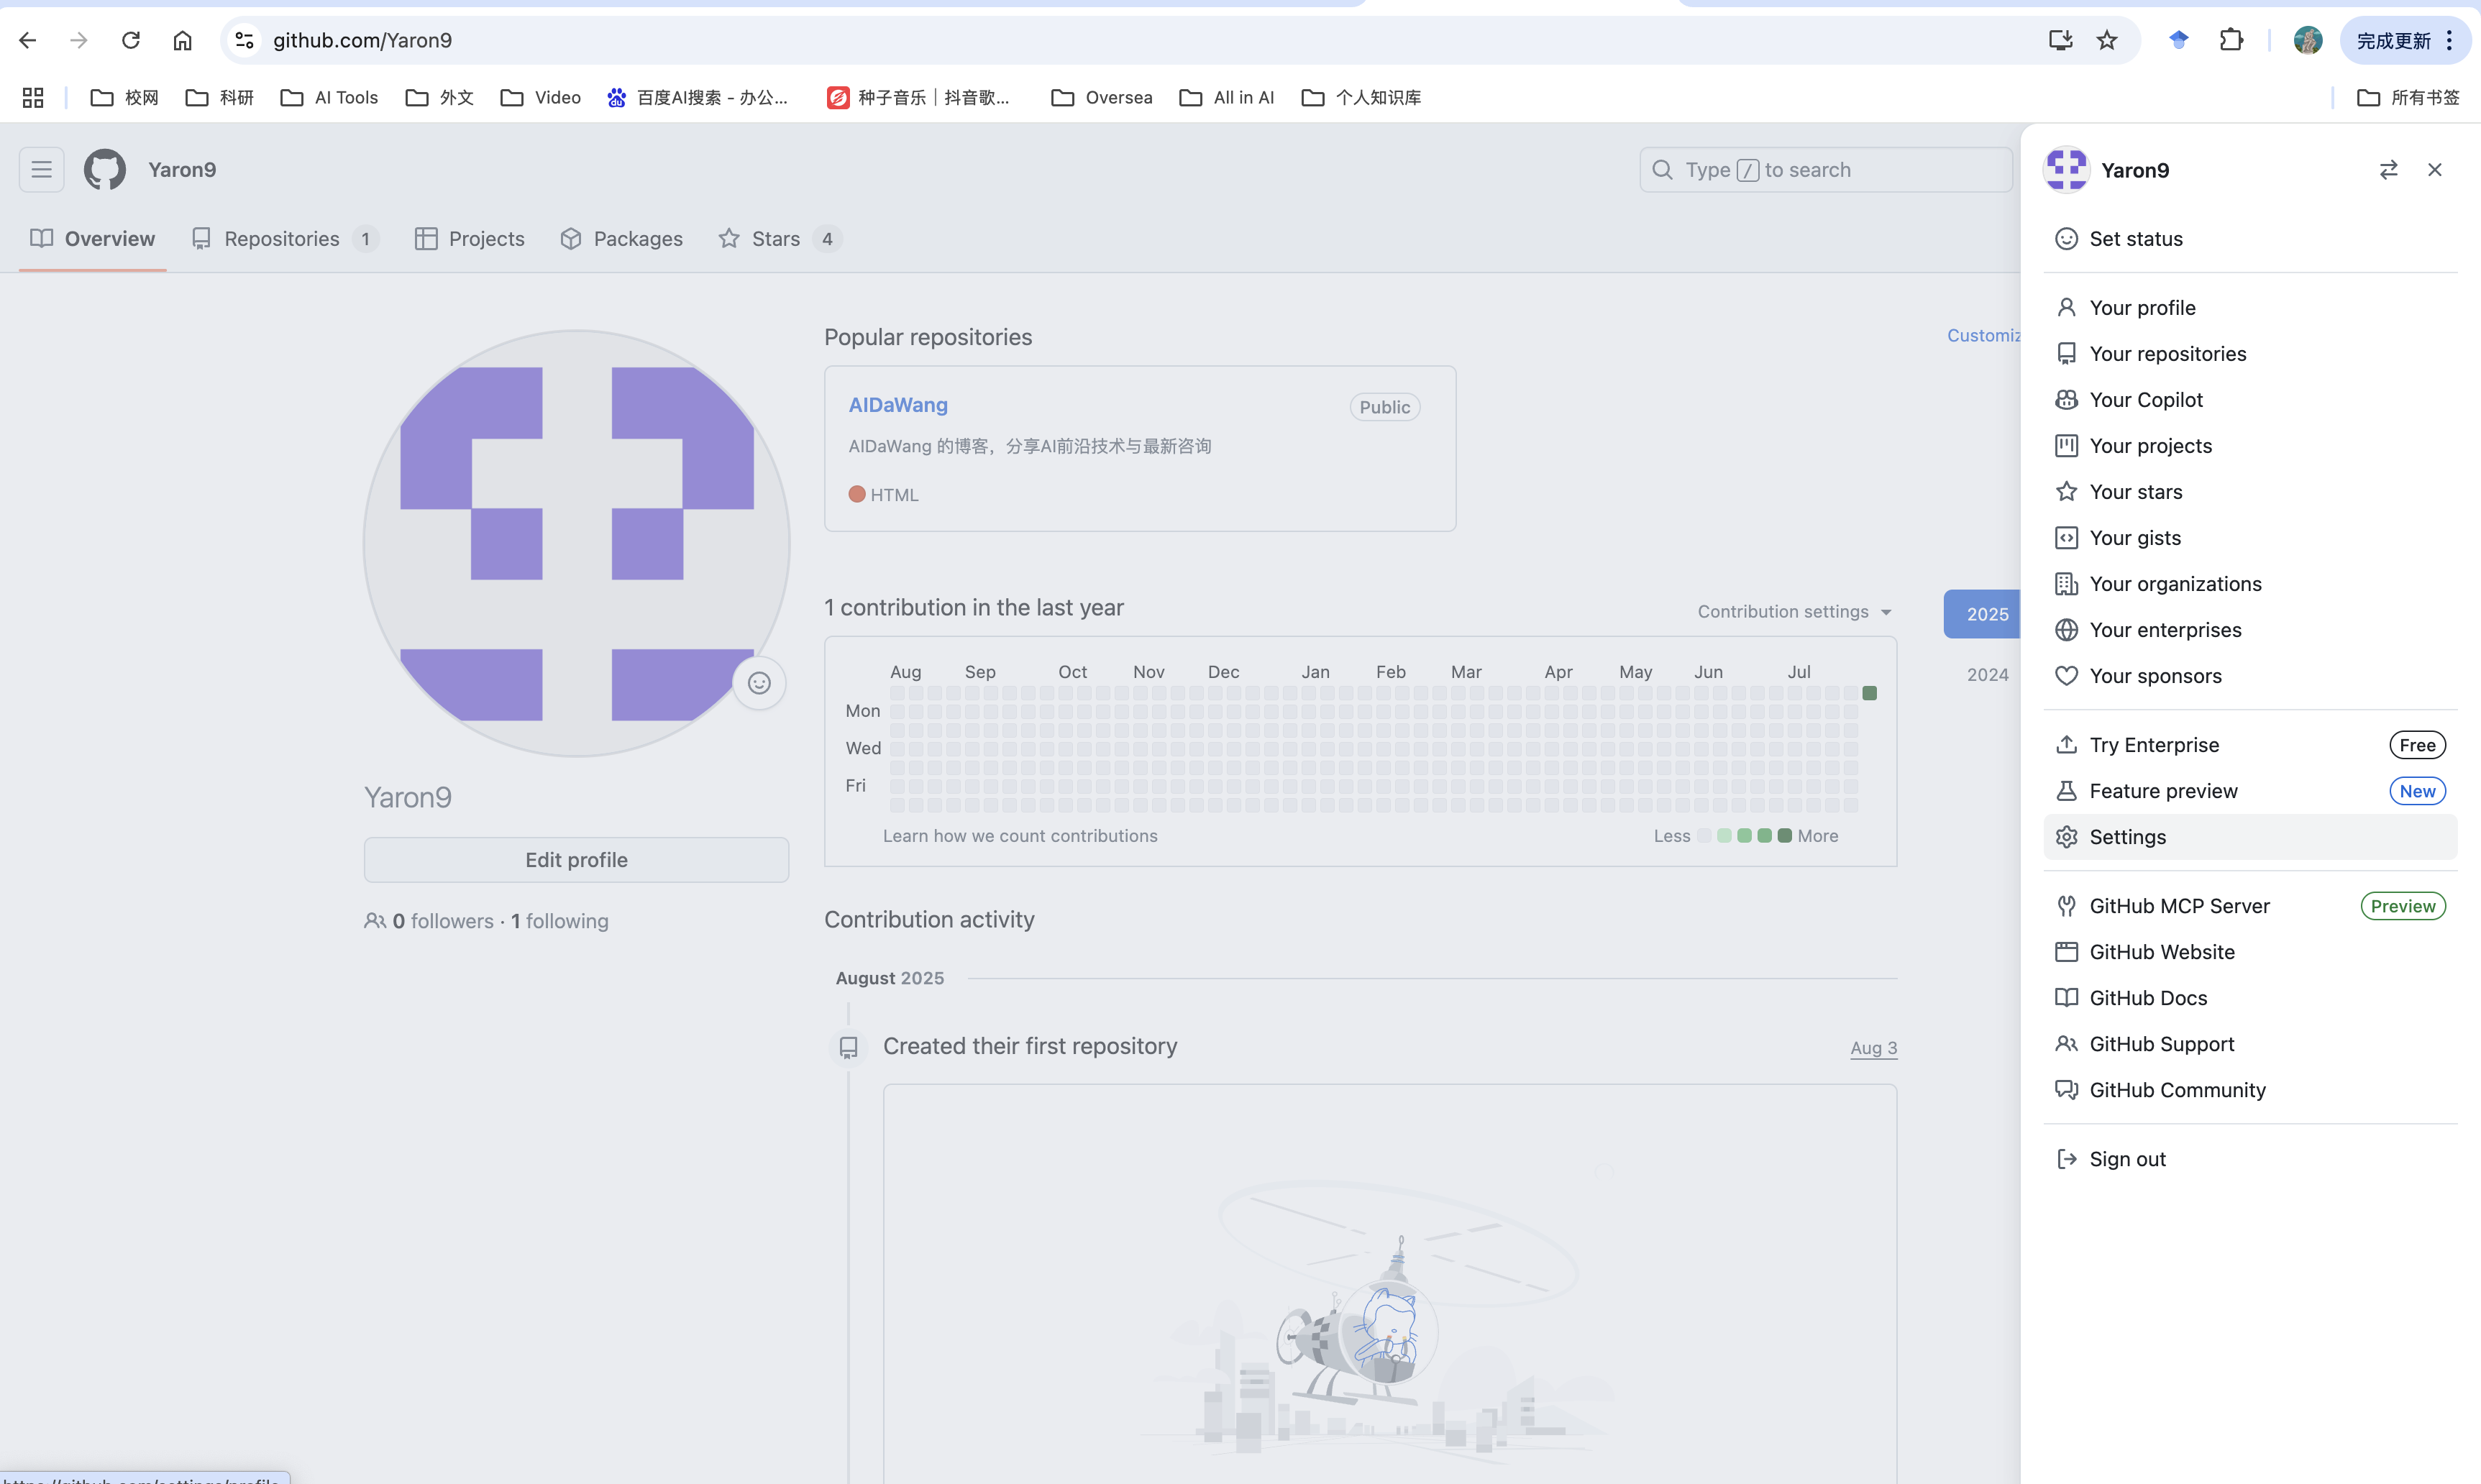 github.com/Yaron9
完成更新
校网
科研
AI Tools
外文
Video
百度AI搜索 - 办公...
种子音乐｜抖音歌...
Oversea
All in AI
个人知识库
所有书签
Yaron9
Type / to search
Overview
Repositories 1
Projects
Packages
Stars 4
Yaron9
Edit profile
0 followers · 1 following
Popular repositories
Customiz
AIDaWang
Public
AIDaWang 的博客，分享AI前沿技术与最新咨询
HTML
1 contribution in the last year
Contribution settings
2025
2024
Aug Sep Oct Nov Dec Jan Feb Mar Apr May Jun Jul
Mon
Wed
Fri
Learn how we count contributions
Less More
Contribution activity
August 2025
Created their first repository
Aug 3
Yaron9
Set status
Your profile
Your repositories
Your Copilot
Your projects
Your stars
Your gists
Your organizations
Your enterprises
Your sponsors
Try Enterprise Free
Feature preview New
Settings
GitHub MCP Server Preview
GitHub Website
GitHub Docs
GitHub Support
GitHub Community
Sign out
https://github.com/settings/profile